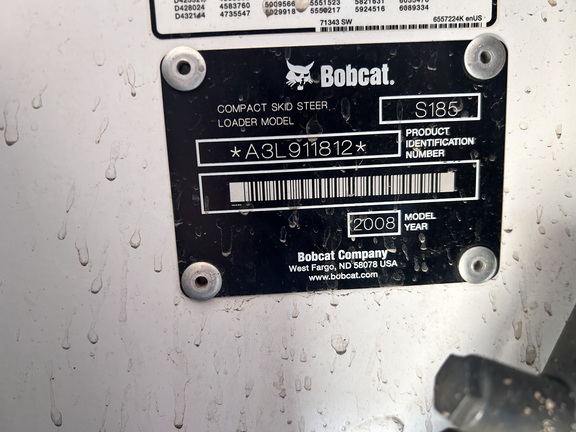 D428024 4583760 5009566 5551523 5821631 6055476
D432144 4735547 5029918 5559217 5924516 6089334
71343 SW 6557224K enUS
Bobcat.
COMPACT SKID STEER LOADER MODEL
S185
*A3L911812*
PRODUCT IDENTIFICATION NUMBER
2008
MODEL YEAR
Bobcat Company
West Fargo, ND 58078 USA
www.bobcat.com